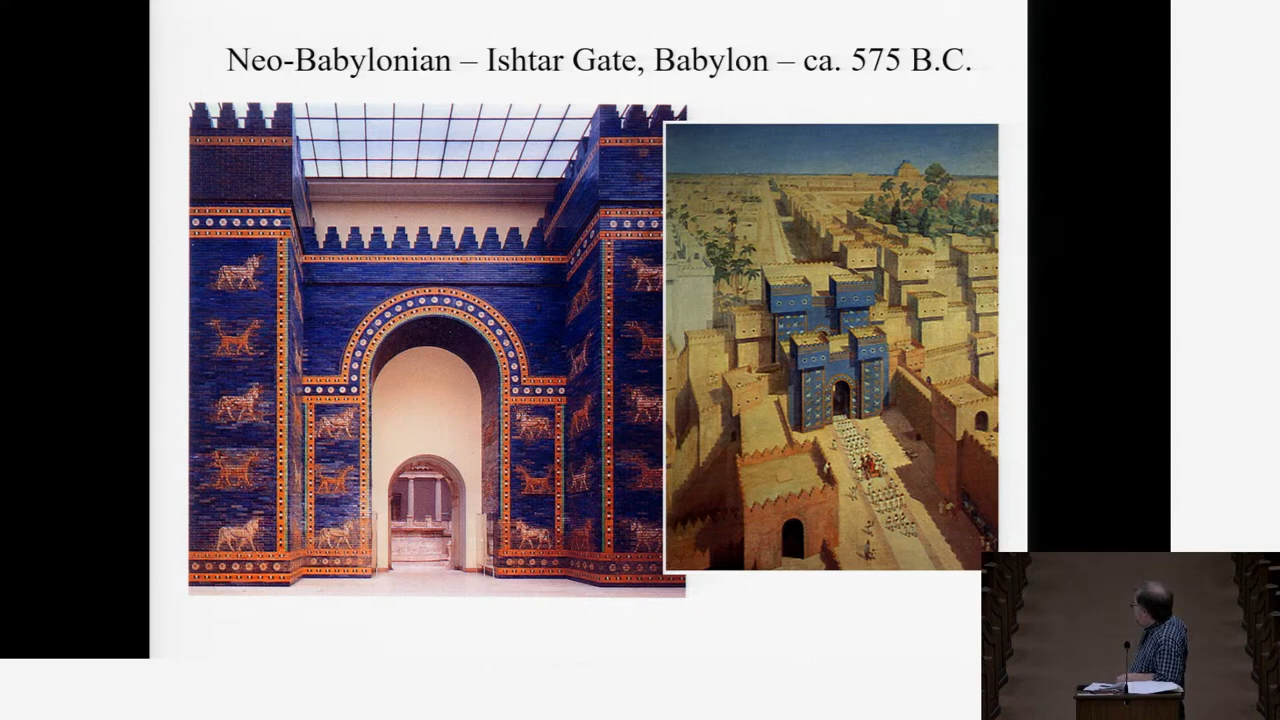 Neo-Babylonian – Ishtar Gate, Babylon – ca. 575 B.C.